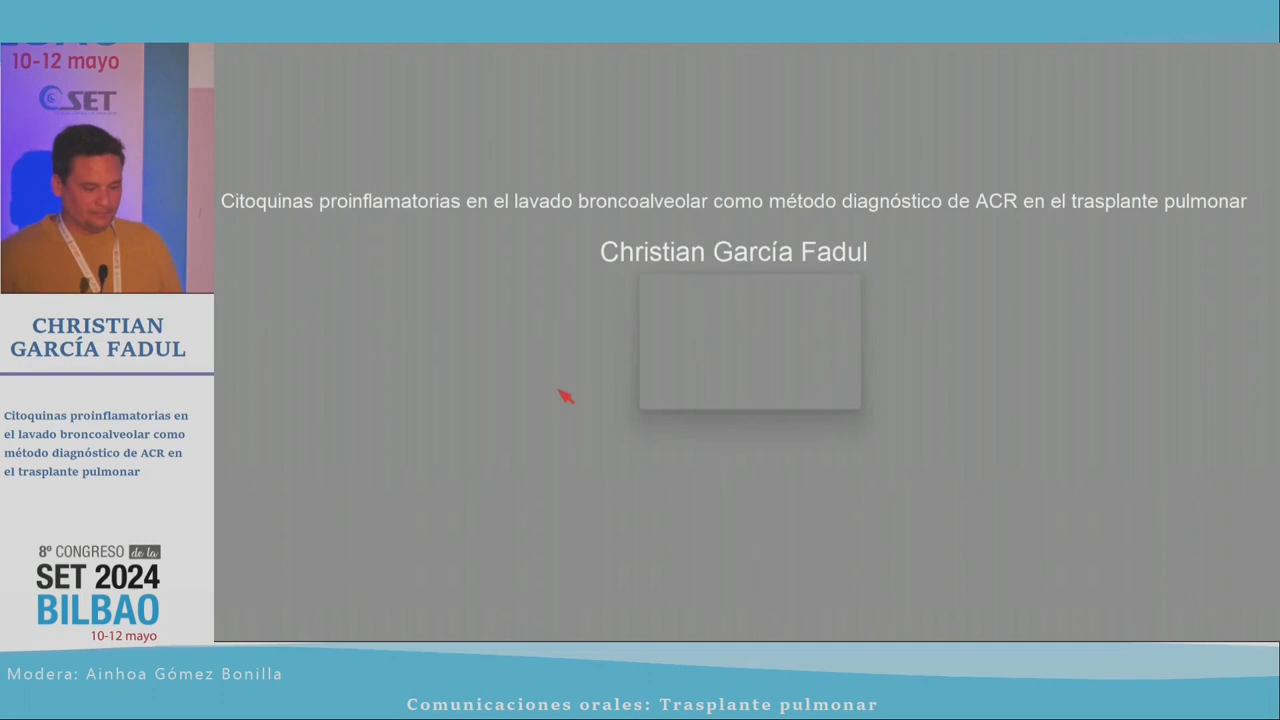 10-12 mayo
SET
CHRISTIAN
GARCÍA FADUL
Citoquinas proinflamatorias en
el lavado broncoalveolar como
método diagnóstico de ACR en
el trasplante pulmonar
8º CONGRESO de la
SET 2024
BILBAO
10-12 mayo
Citoquinas proinflamatorias en el lavado broncoalveolar como método diagnóstico de ACR en el trasplante pulmonar
Christian García Fadul
Modera: Ainhoa Gómez Bonilla
Comunicaciones orales: Trasplante pulmonar